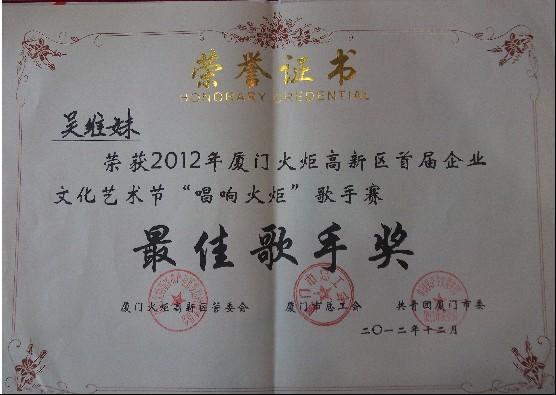 荣誉证书
HONORARY CREDENTIAL
吴维妹
荣获2012年厦门火炬高新区首届企业
文化艺术节“唱响火炬”歌手赛
最佳歌手奖
厦门火炬高新区管委会 厦门市总工会 共青团厦门市委
二〇一二年十二月